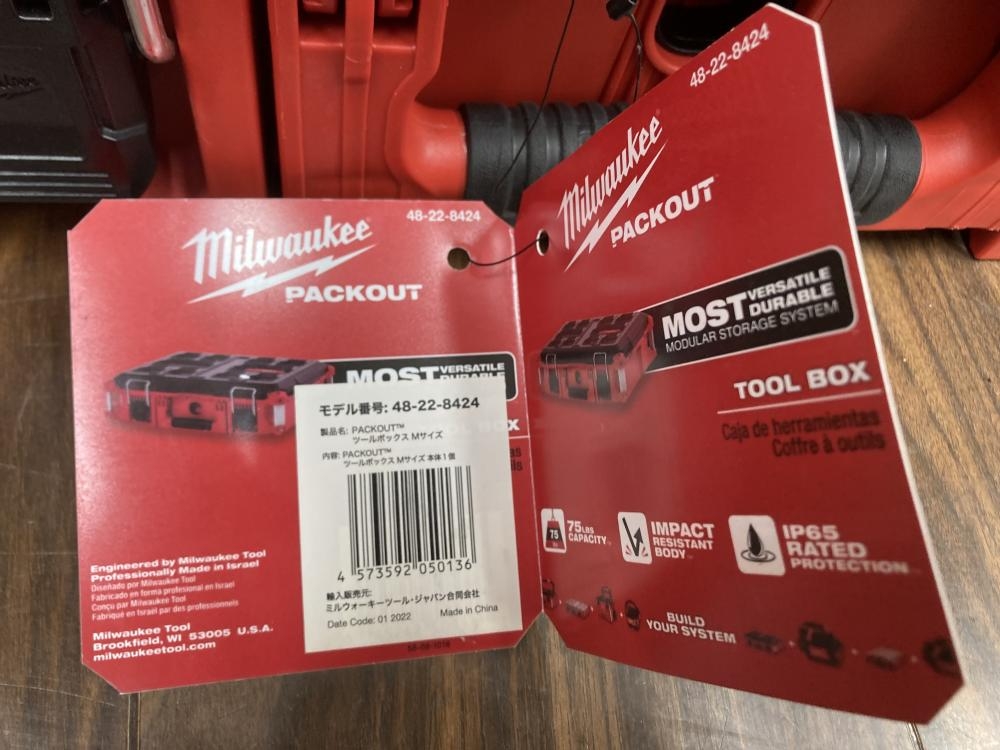 48-22-8424
Milwaukee
PACKOUT
MOST VERSATILE
DURABLE
モデル番号: 48-22-8424
製品名: PACKOUT™
ツールボックス Mサイズ
内容: PACKOUT™
ツールボックス Mサイズ 本体1個
4 573592 050136
輸入販売元:
ミルウォーキーツール・ジャパン合同会社
Date Code: 01 2022 Made in China
OL BOX
Engineered by Milwaukee Tool
Professionally Made in Israel
Diseñado por Milwaukee Tool
Fabricado en forma profesional en Israel
Conçu par Milwaukee Tool
Fabriqué en Israël par des professionnels
Milwaukee Tool
Brookfield, WI 53005 U.S.A.
milwaukeetool.com
48-22-8424
Milwaukee
PACKOUT
MOST VERSATILE
DURABLE
MODULAR STORAGE SYSTEM
TOOL BOX
Caja de herramientas
Coffre à outils
75
75LBS
CAPACITY™
IMPACT
RESISTANT
BODY™
IP65
RATED
PROTECTION™
BUILD
YOUR SYSTEM